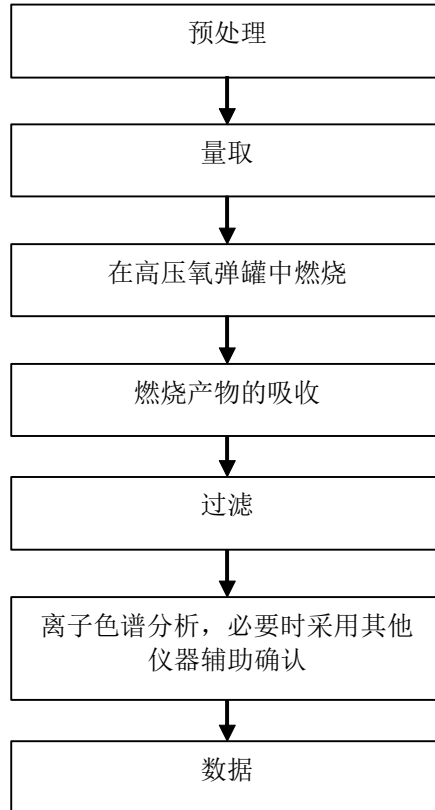 预处理
量取
在高压氧弹罐中燃烧
燃烧产物的吸收
过滤
离子色谱分析，必要时采用其他
仪器辅助确认
数据